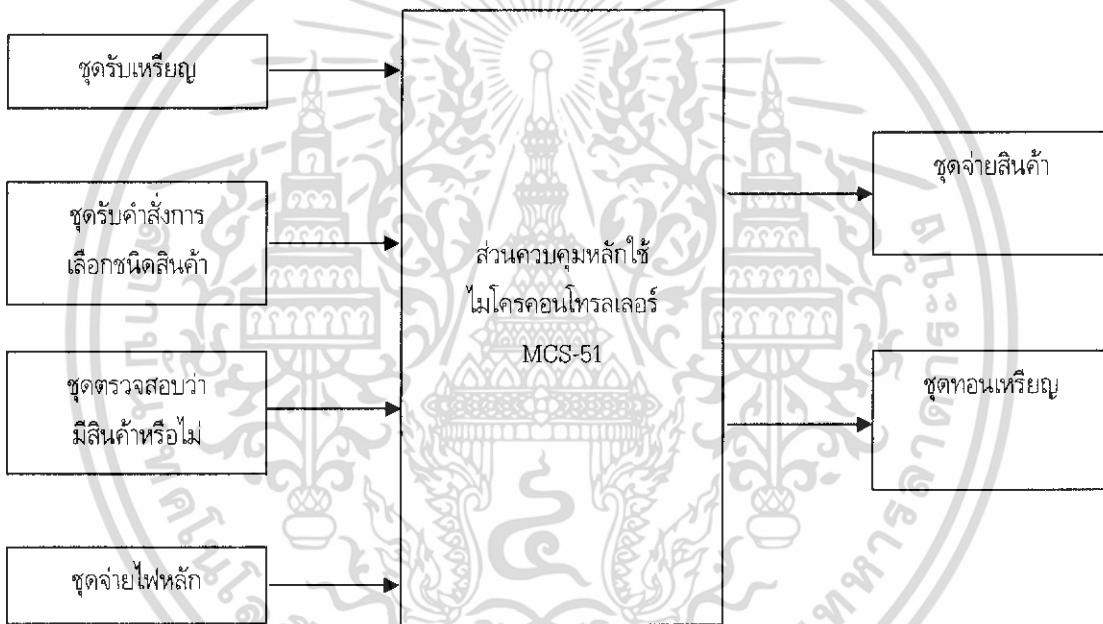 ชุดรับเหรียญ
ชุดรับคำสั่งการ
เลือกชนิดสินค้า
ชุดตรวจสอบว่า
มีสินค้าหรือไม่
ชุดจ่ายไฟหลัก
ส่วนควบคุมหลักใช้
ไมโครคอนโทรลเลอร์
MCS-51
ชุดจ่ายสินค้า
ชุดทอนเหรียญ